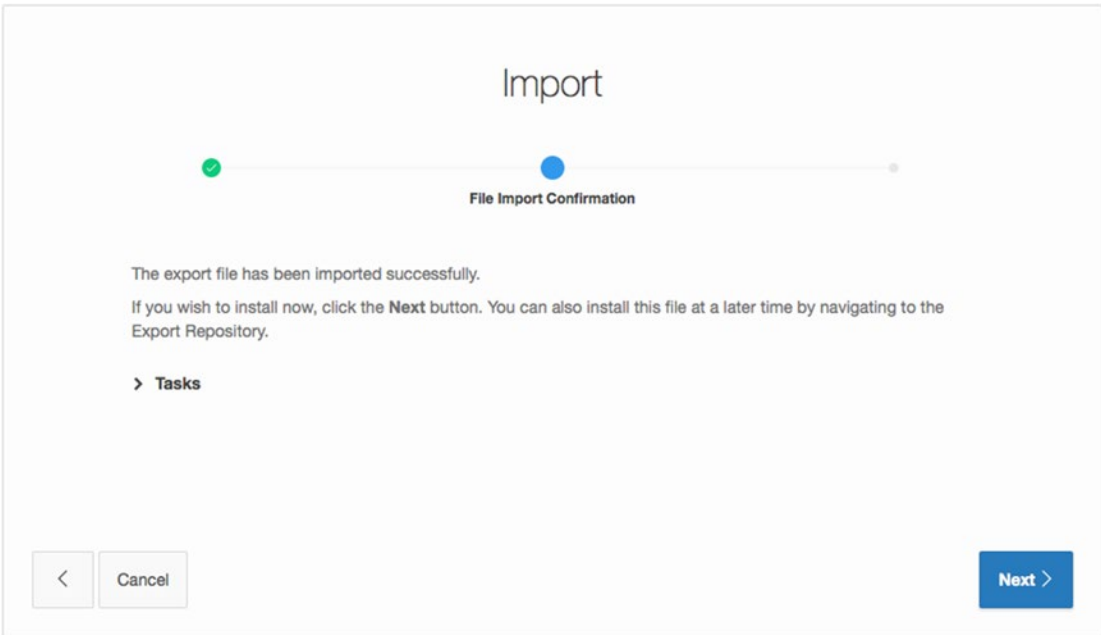 Import
File Import Confirmation
The export file has been imported successfully.
If you wish to install now, click the Next button. You can also install this file at a later time by navigating to the
Export Repository.
Tasks
Cancel
Next